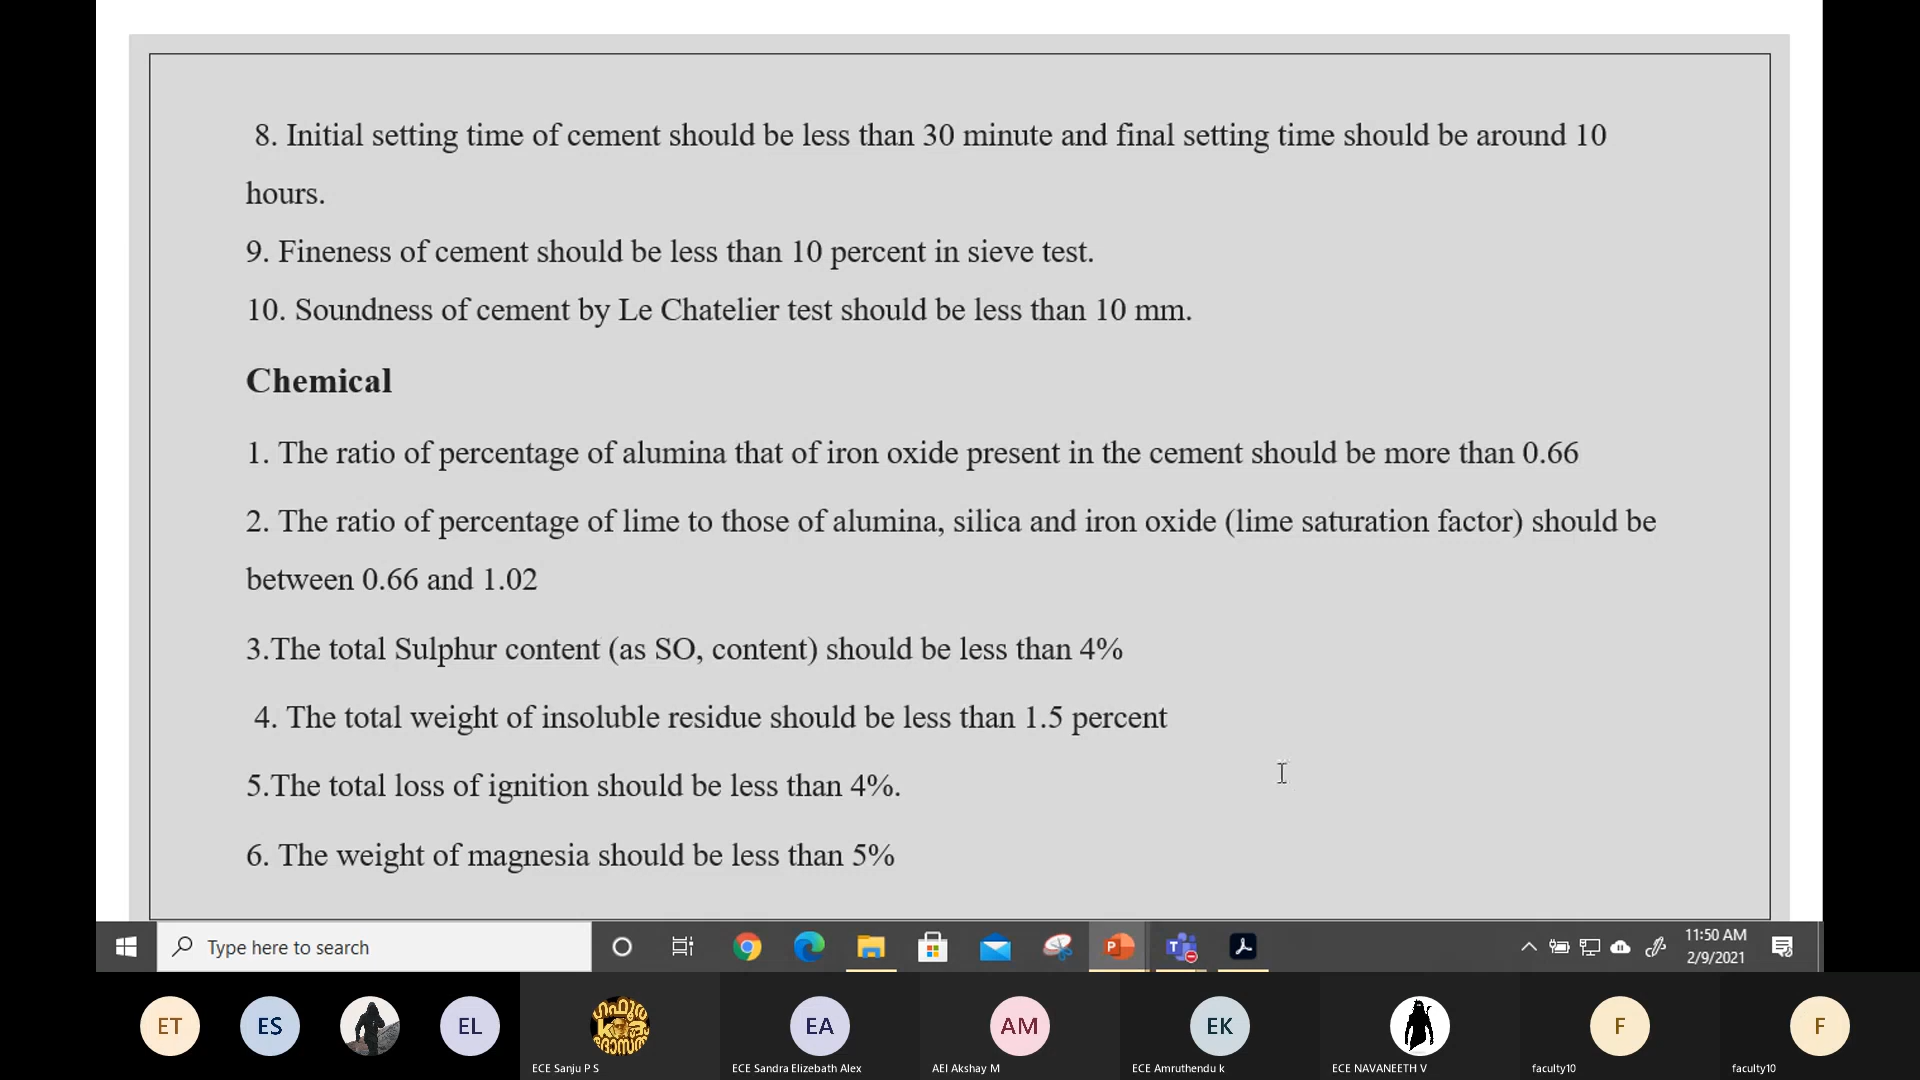 8. Initial setting time of cement should be less than 30 minute and final setting time should be around 10
hours.
9. Fineness of cement should be less than 10 percent in sieve test.
10. Soundness of cement by Le Chatelier test should be less than 10 mm.
Chemical
1. The ratio of percentage of alumina that of iron oxide present in the cement should be more than 0.66
2. The ratio of percentage of lime to those of alumina, silica and iron oxide (lime saturation factor) should be
between 0.66 and 1.02
3.The total Sulphur content (as SO, content) should be less than 4%
4. The total weight of insoluble residue should be less than 1.5 percent
5.The total loss of ignition should be less than 4%.
6. The weight of magnesia should be less than 5%
Type here to search
11:50 AM
2/9/2021
ET ES EL EA AM EK F F
ECE Sanju P S ECE Sandra Elizebath Alex AEI Akshay M ECE Amruthendu k ECE NAVANEETH V faculty10 faculty10